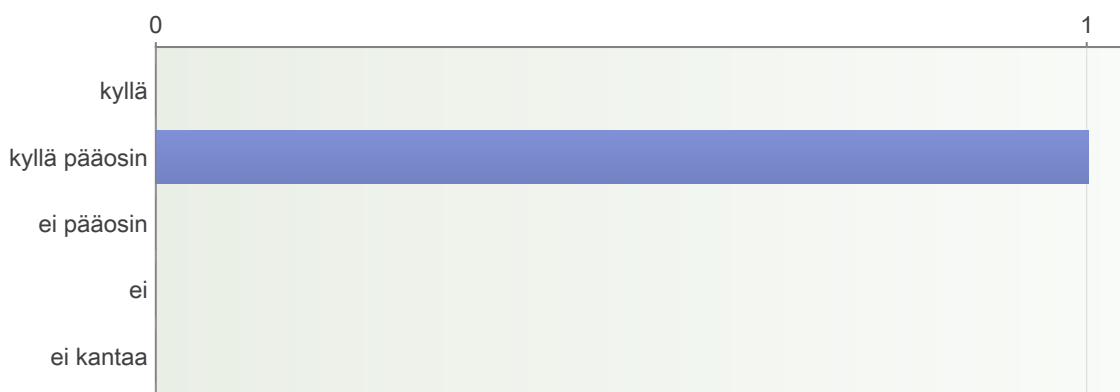 0 1
kyllä
kyllä pääosin
ei pääosin
ei
ei kantaa